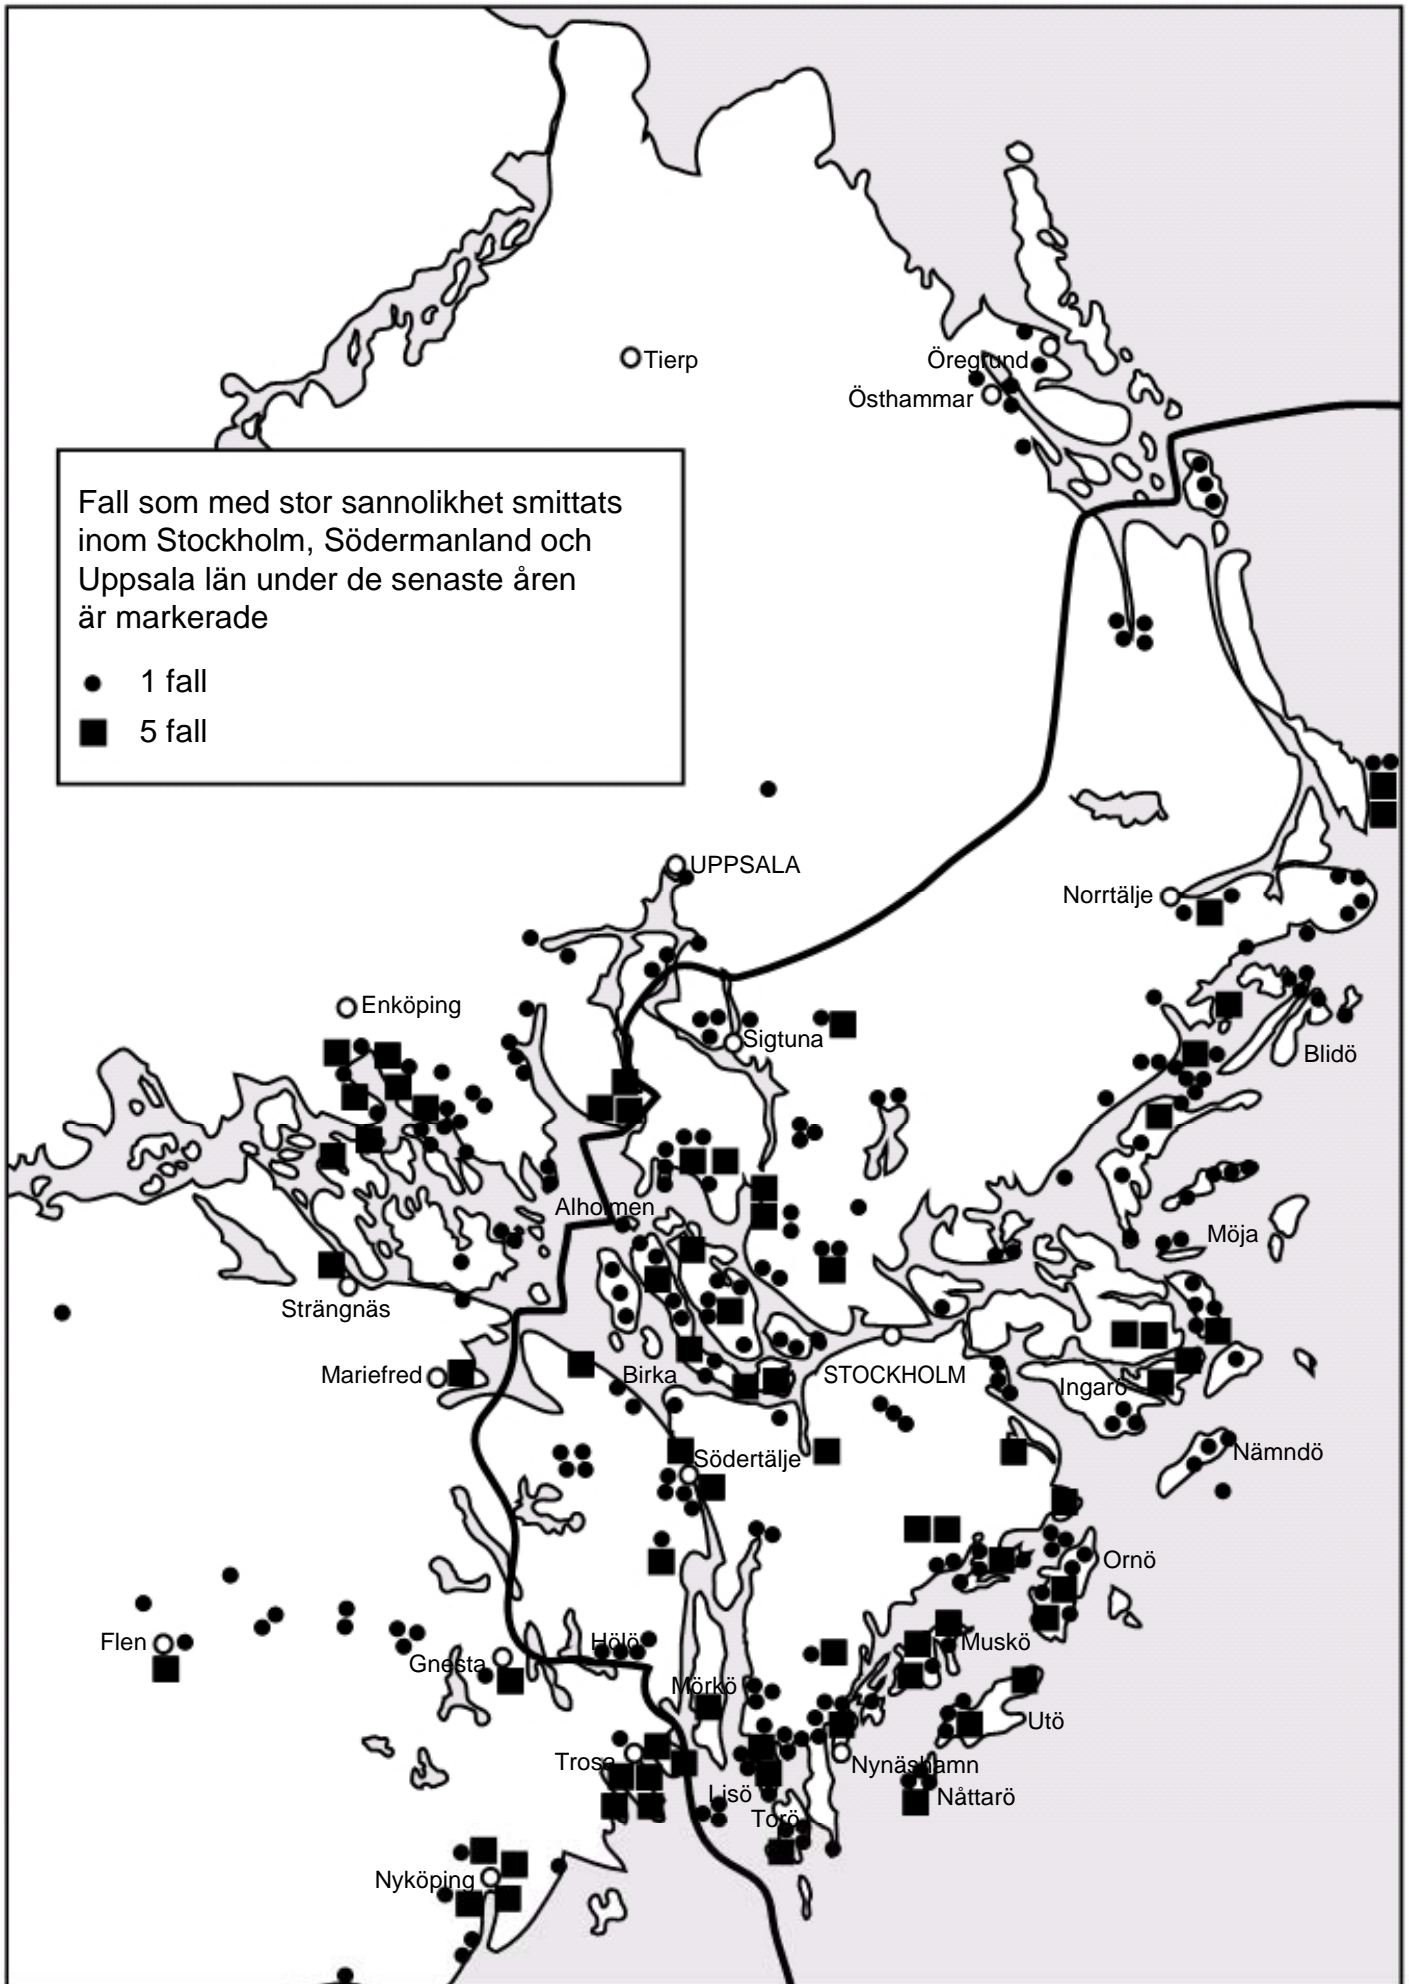 Tierp
Öregrund
Östhammar
Fall som med stor sannolikhet smittats
inom Stockholm, Södermanland och
Uppsala län under de senaste åren
är markerade
1 fall
5 fall
UPPSALA
Norrtälje
Enköping
Sigtuna
Blidö
Alholmen
Möja
Strängnäs
Mariefred
Birka
STOCKHOLM
Ingarö
Södertälje
Nämndö
Ornö
Flen
Gnesta
Hölö
Muskö
Mörkö
Utö
Trosa
Nynäshamn
Lisö
Nåttarö
Torö
Nyköping